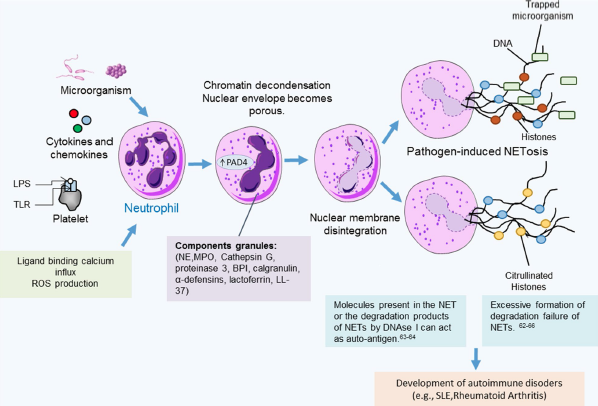 Trapped
microorganism
DNA
Microorganism
Chromatin decondensation
Nuclear envelope becomes
porous.
Cytokines and
chemokines
↑ PAD4
Histones
Pathogen-induced NETosis
LPS
TLR
Platelet
Neutrophil
Nuclear membrane
disintegration
Ligand binding calcium
influx
ROS production
Components granules:
(NE,MPO, Cathepsin G,
proteinase 3, BPI, calgranulin,
α-defensins, lactoferrin, LL-
37)
Citrullinated
Histones
Molecules present in the NET
or the degradation products
of NETs by DNAse I can act
as auto-antigen.63-64
Excessive formation of
degradation failure of
NETs. 62-66
Development of autoimmune disoders
(e.g., SLE,Rheumatoid Arthritis)